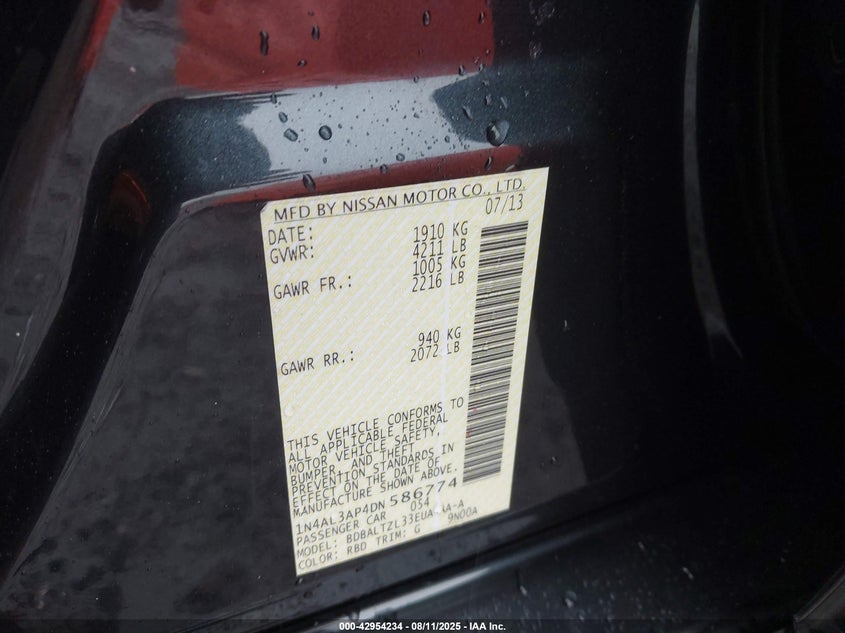 MFD BY NISSAN MOTOR CO., LTD.
DATE: 07/13
GVWR: 1910 KG
4211 LB
GAWR FR.: 1005 KG
2216 LB
GAWR RR.: 940 KG
2072 LB
THIS VEHICLE CONFORMS TO
ALL APPLICABLE FEDERAL
MOTOR VEHICLE SAFETY,
BUMPER, AND THEFT
PREVENTION STANDARDS IN
EFFECT ON THE DATE OF
MANUFACTURE SHOWN ABOVE.
1N4AL3AP4DN586774
PASSENGER CAR 034
MODEL: BDBALTZL33EUA
COLOR: RBD TRIM: G 9N00A
000-42954234 - 08/11/2025 - IAA Inc.